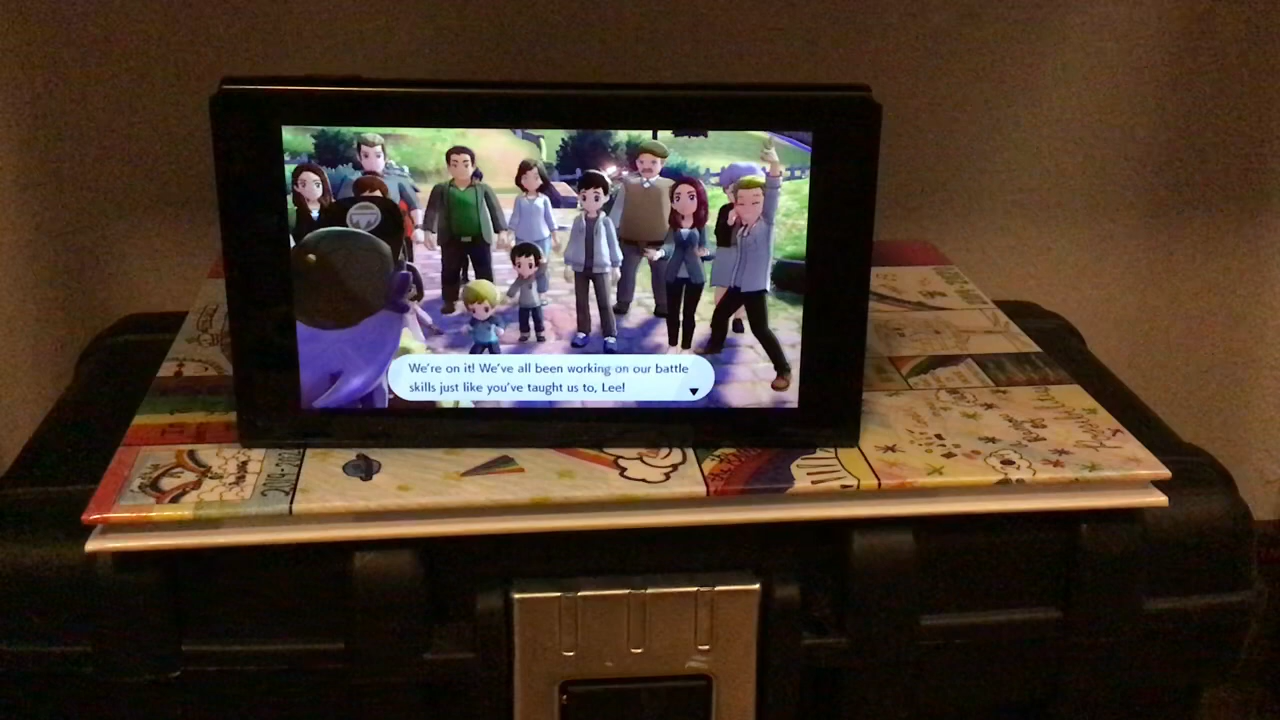 We're on it! We've all been working on our battle
skills just like you've taught us to, Lee!